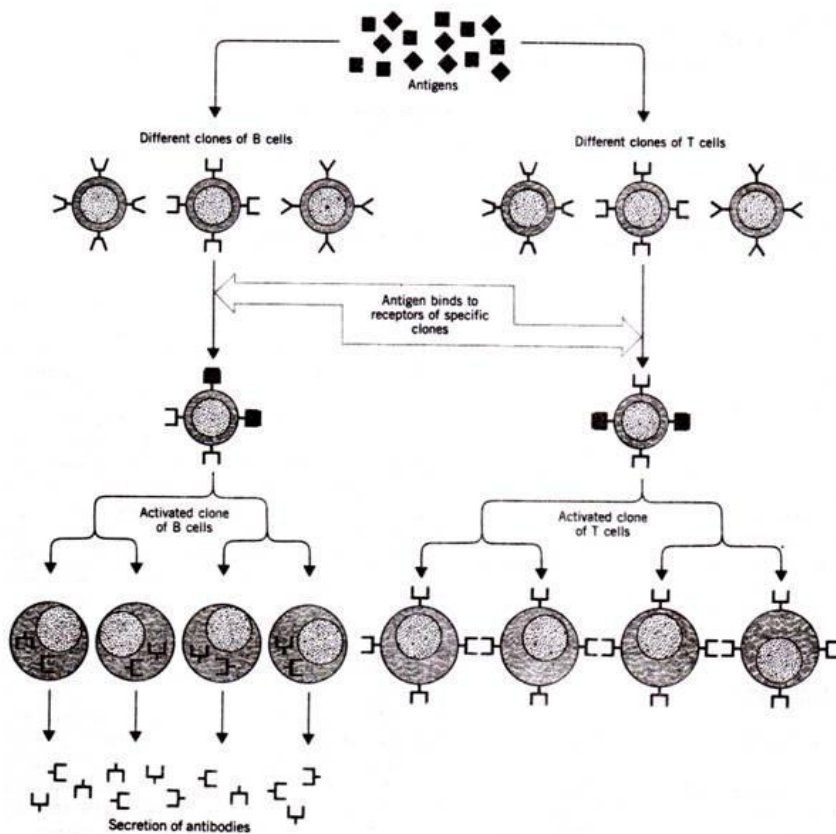 Antigens
Different clones of B cells
Different clones of T cells
Antigen binds to
receptors of specific
clones
Activated clone
of B cells
Activated clone
of T cells
Secretion of antibodies